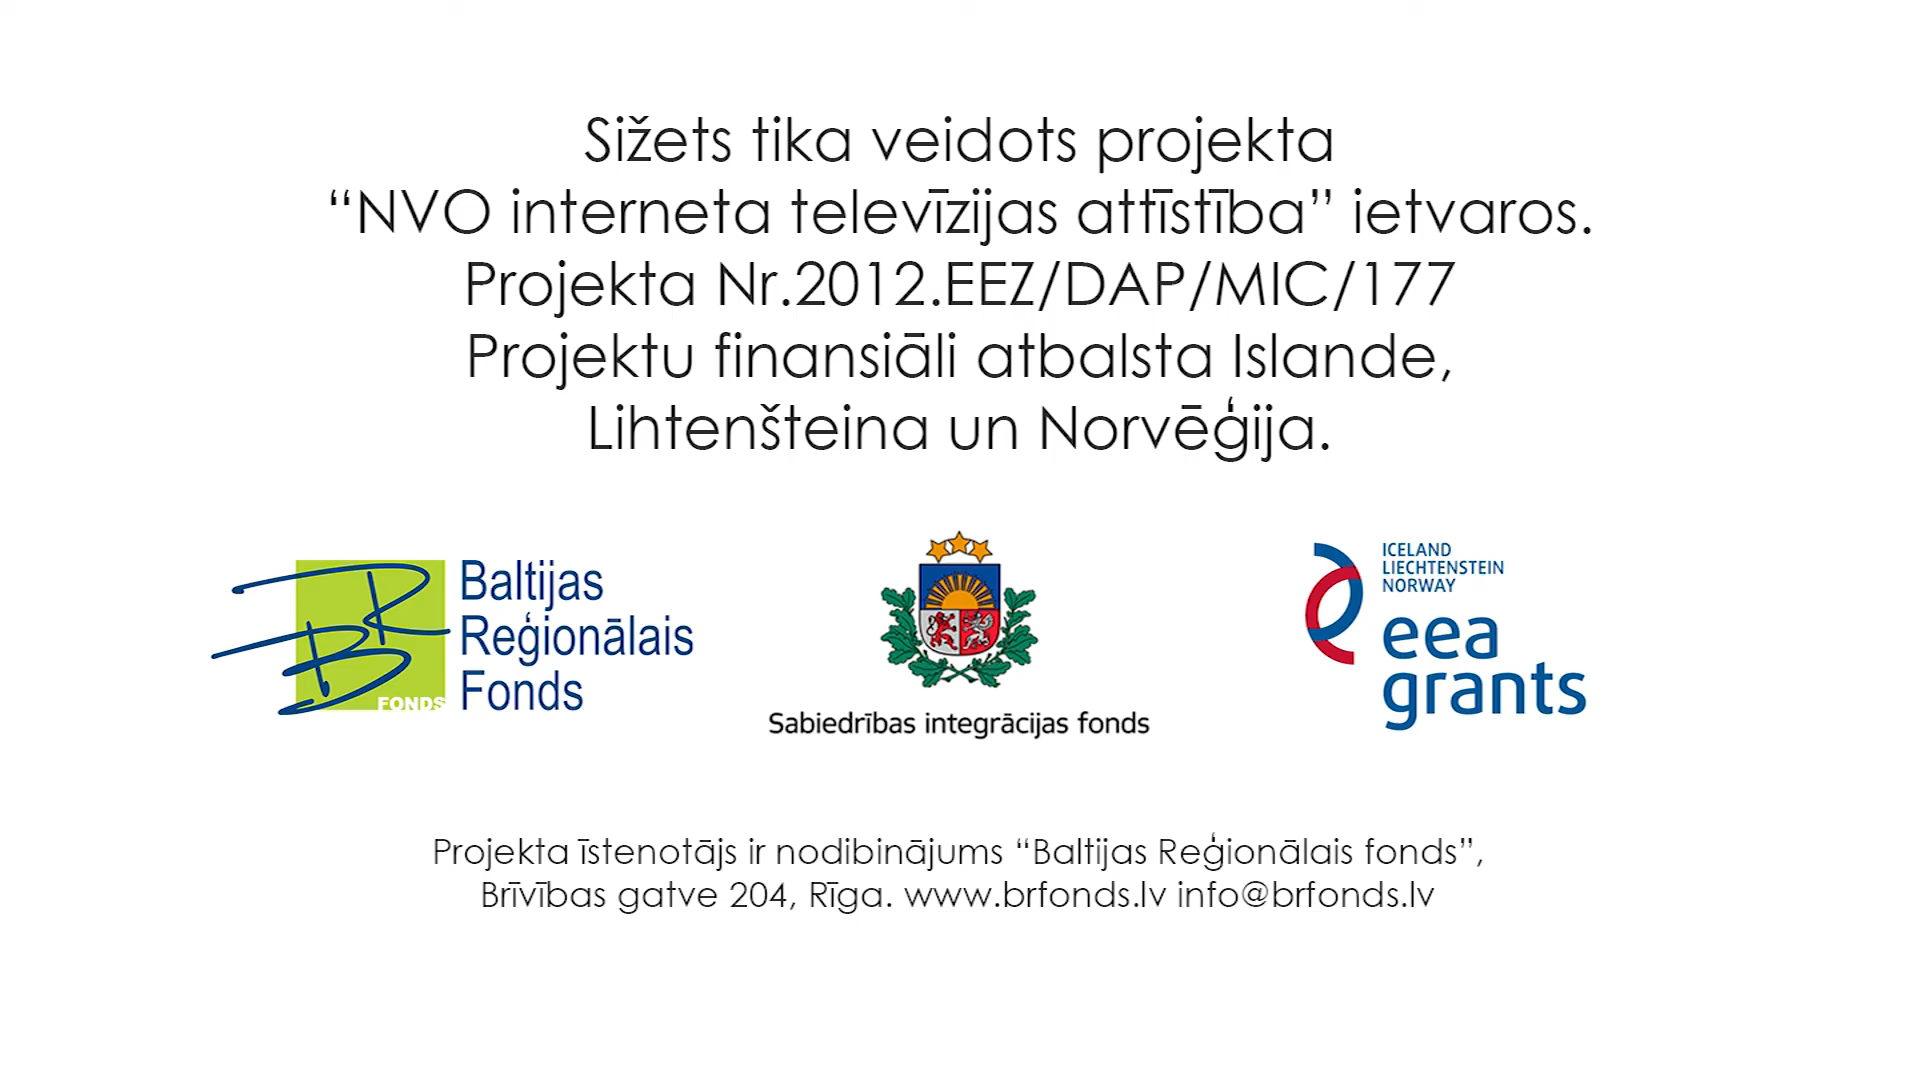 Sižets tika veidots projekta
“NVO interneta televīzijas attīstība” ietvaros.
Projekta Nr.2012.EEZ/DAP/MIC/177
Projektu finansiāli atbalsta Islande,
Lihtenšteina un Norvēģija.
BR
FONDS
Baltijas
Reģionālais
Fonds
Sabiedrības integrācijas fonds
ICELAND
LIECHTENSTEIN
NORWAY
eea
grants
Projekta īstenotājs ir nodibinājums “Baltijas Reģionālais fonds”,
Brīvības gatve 204, Rīga. www.brfonds.lv info@brfonds.lv